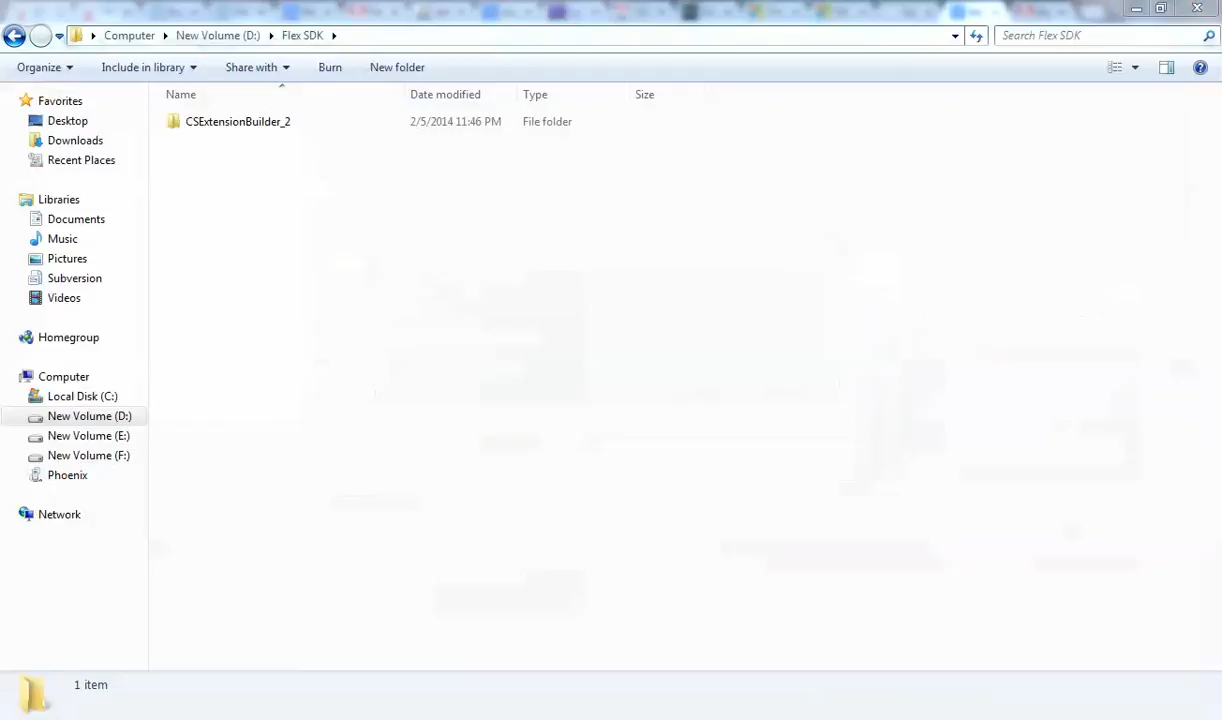 Computer New Volume (D:) Flex SDK Search Flex SDK
Organize Include in library Share with Burn New folder
Name Date modified Type Size
CSExtensionBuilder_2 2/5/2014 11:46 PM File folder
Favorites
Desktop
Downloads
Recent Places
Libraries
Documents
Music
Pictures
Subversion
Videos
Homegroup
Computer
Local Disk (C:)
New Volume (D:)
New Volume (E:)
New Volume (F:)
Phoenix
Network
1 item